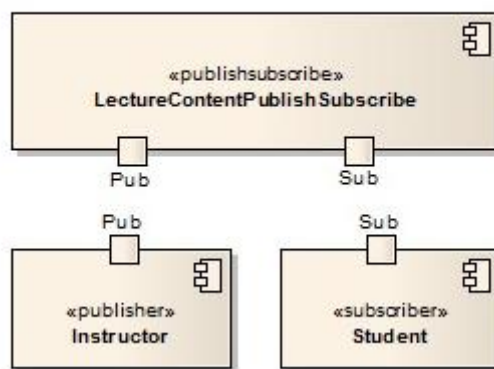 «publishsubscribe»
LectureContentPublishSubscribe
Pub
Sub
Pub
Sub
«publisher»
Instructor
«subscriber»
Student